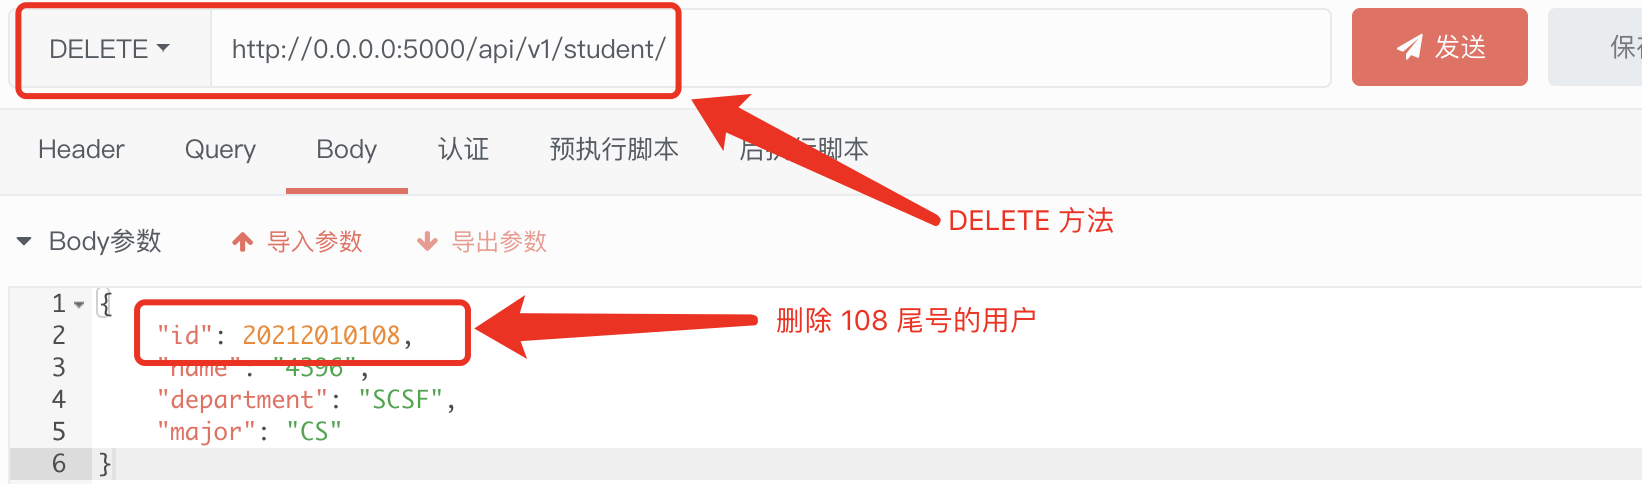 DELETE http://0.0.0.0:5000/api/v1/student/ 发送 保存
Header Query Body 认证 预执行脚本 后执行脚本
DELETE 方法
Body参数 导入参数 导出参数
1 {
2 "id": 20212010108,
删除 108 尾号的用户
3 "name": "4396",
4 "department": "SCSF",
5 "major": "CS"
6 }